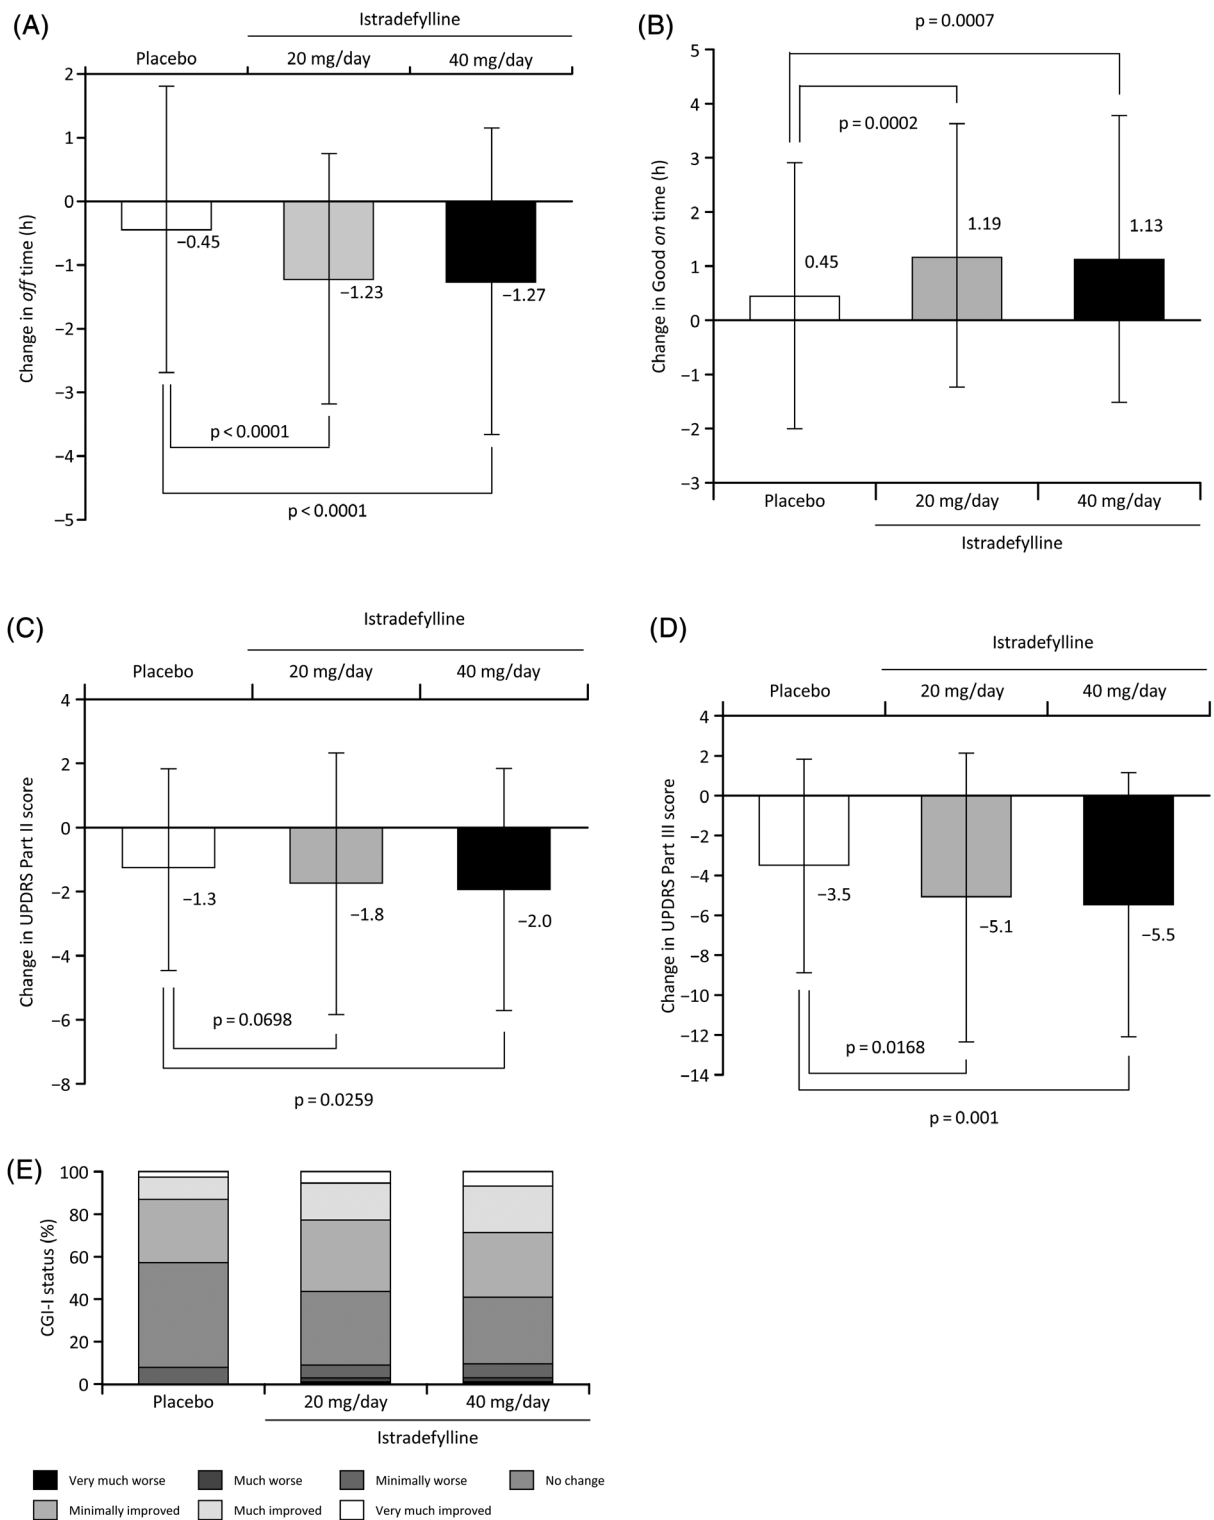 (A)
Istradefylline
Placebo
20 mg/day
40 mg/day
2
1
0
−1
−2
−3
−4
−5
Change in off time (h)
−0.45
−1.23
−1.27
p < 0.0001
p < 0.0001
(B)
p = 0.0007
p = 0.0002
5
4
3
2
1
0
−1
−2
−3
Change in Good on time (h)
0.45
1.19
1.13
Placebo
20 mg/day
40 mg/day
Istradefylline
(C)
Istradefylline
Placebo
20 mg/day
40 mg/day
4
2
0
−2
−4
−6
−8
Change in UPDRS Part II score
−1.3
−1.8
−2.0
p = 0.0698
p = 0.0259
(D)
Istradefylline
Placebo
20 mg/day
40 mg/day
4
2
0
−2
−4
−6
−8
−10
−12
−14
Change in UPDRS Part III score
−3.5
−5.1
−5.5
p = 0.0168
p = 0.001
(E)
100
80
60
40
20
0
CGI-I status (%)
Placebo
20 mg/day
40 mg/day
Istradefylline
Very much worse
Much worse
Minimally worse
No change
Minimally improved
Much improved
Very much improved